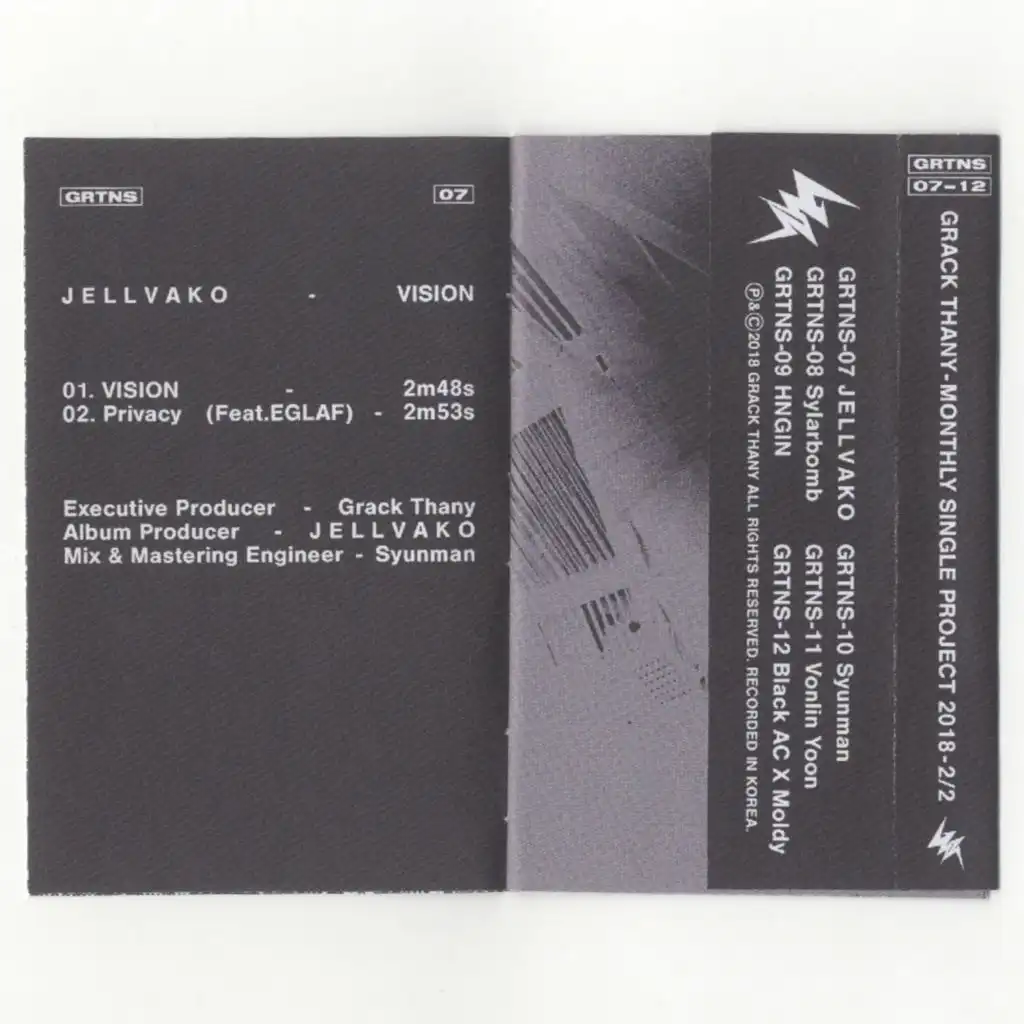 GRTNS 07
JELLVAKO - VISION
01. VISION - 2m48s
02. Privacy (Feat.EGLAF) - 2m53s
Executive Producer - Grack Thany
Album Producer - JELLVAKO
Mix & Mastering Engineer - Syunman
GRTNS
07-12
GRACK THANY-MONTHLY SINGLE PROJECT 2018-2/2
GRTNS-07 JELLVAKO GRTNS-10 Syunman
GRTNS-08 Sylarbomb GRTNS-11 Vonlin Yoon
GRTNS-09 HNGIN GRTNS-12 Black AC X Moldy
Ⓟ&Ⓒ2018 GRACK THANY ALL RIGHTS RESERVED. RECORDED IN KOREA.